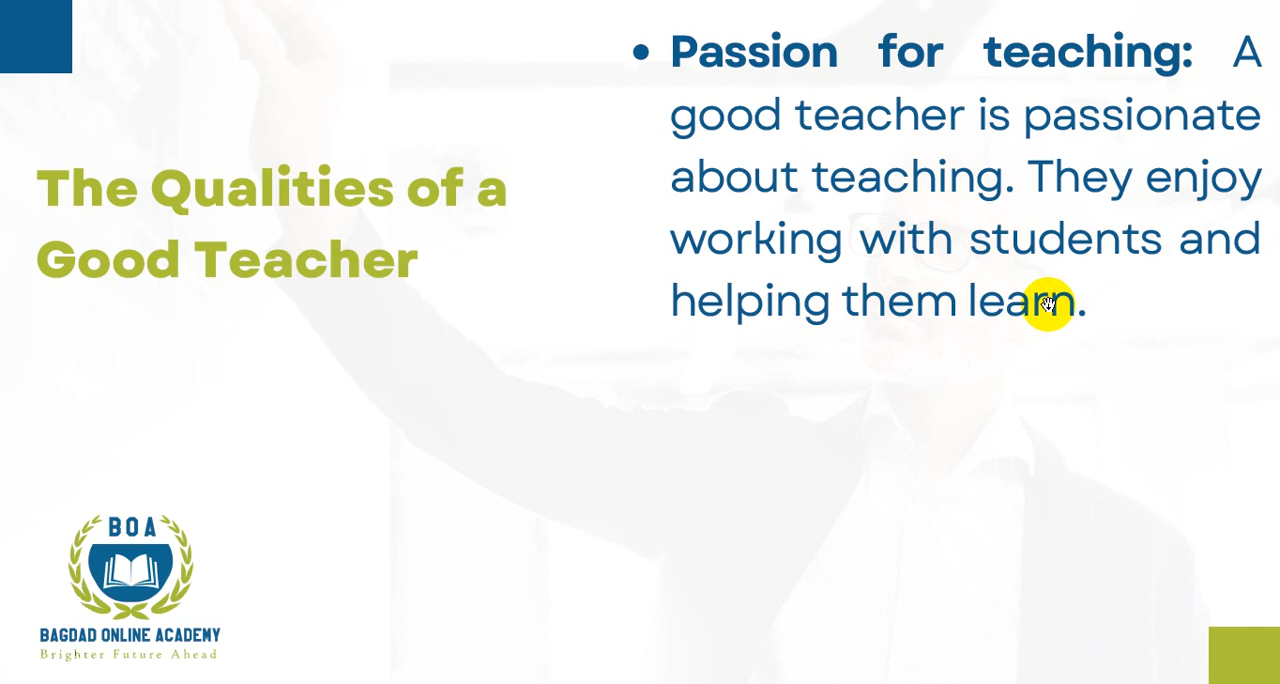 The Qualities of a
Good Teacher
• Passion for teaching: A
good teacher is passionate
about teaching. They enjoy
working with students and
helping them learn.
BOA
BAGDAD ONLINE ACADEMY
Brighter Future Ahead